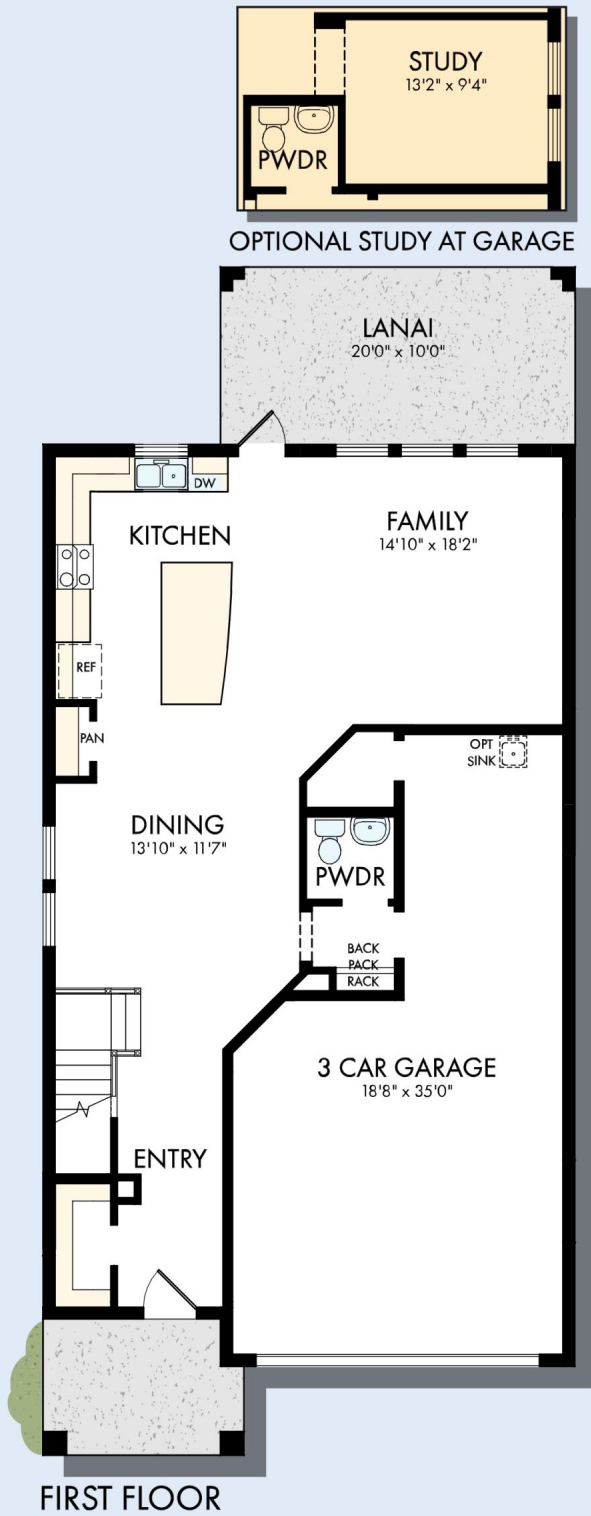 STUDY
13'2" x 9'4"
PWDR
OPTIONAL STUDY AT GARAGE
LANAI
20'0" x 10'0"
DW
KITCHEN
FAMILY
14'10" x 18'2"
REF
PAN
OPT
SINK
DINING
13'10" x 11'7"
PWDR
BACK
PACK
RACK
3 CAR GARAGE
18'8" x 35'0"
ENTRY
FIRST FLOOR